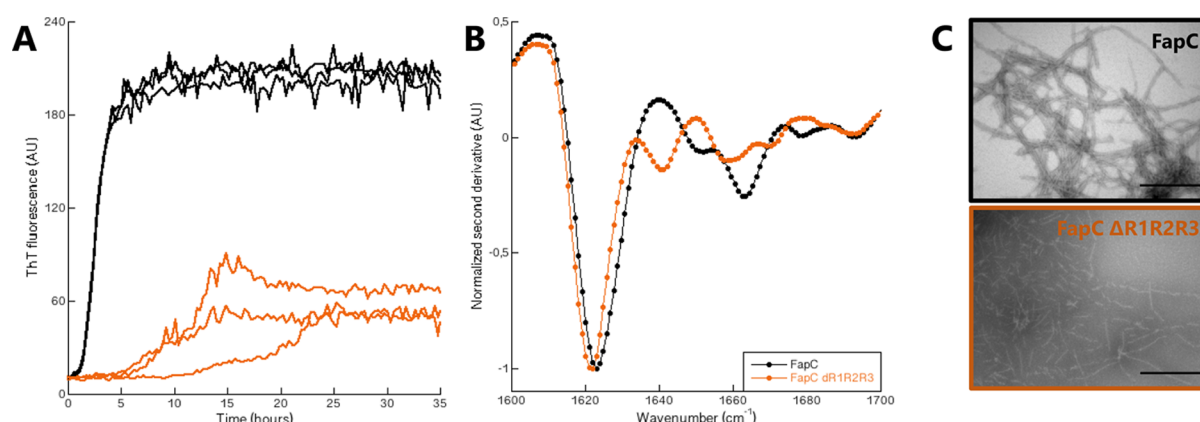 A
240
180
120
60
0
ThT fluorescence (AU)
0 5 10 15 20 25 30 35
Time (hours)
B
0,5
0
-0,5
-1
Normalized second derivative (AU)
FapC
FapC dR1R2R3
1600 1620 1640 1660 1680 1700
Wavenumber (cm-1)
C
FapC
FapC ΔR1R2R3